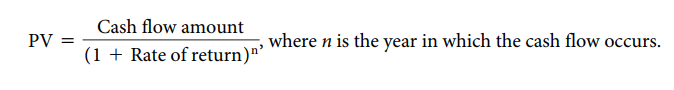 PV = Cash flow amount / (1 + Rate of return)ⁿ, where n is the year in which the cash flow occurs.